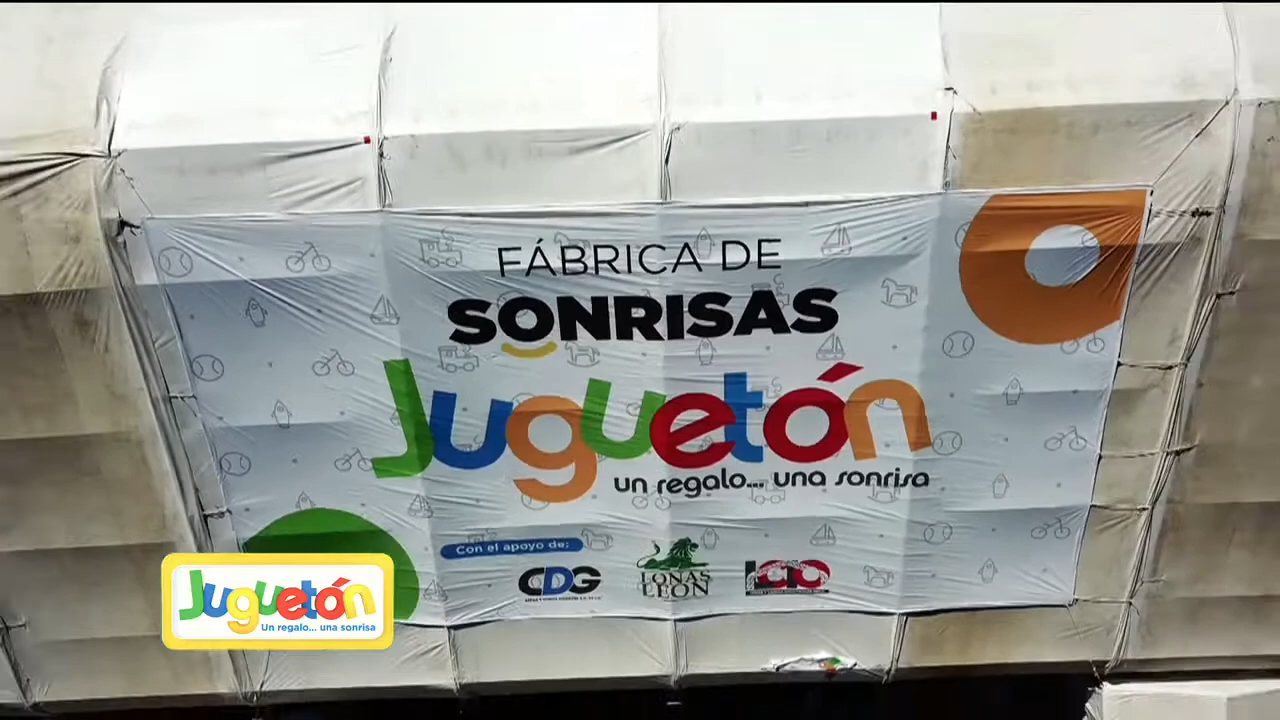 FÁBRICA DE
SONRISAS
Juguetón
un regalo... una sonrisa
Con el apoyo de:
CDG
LONAS
LEÓN
Juguetón
Un regalo... una sonrisa